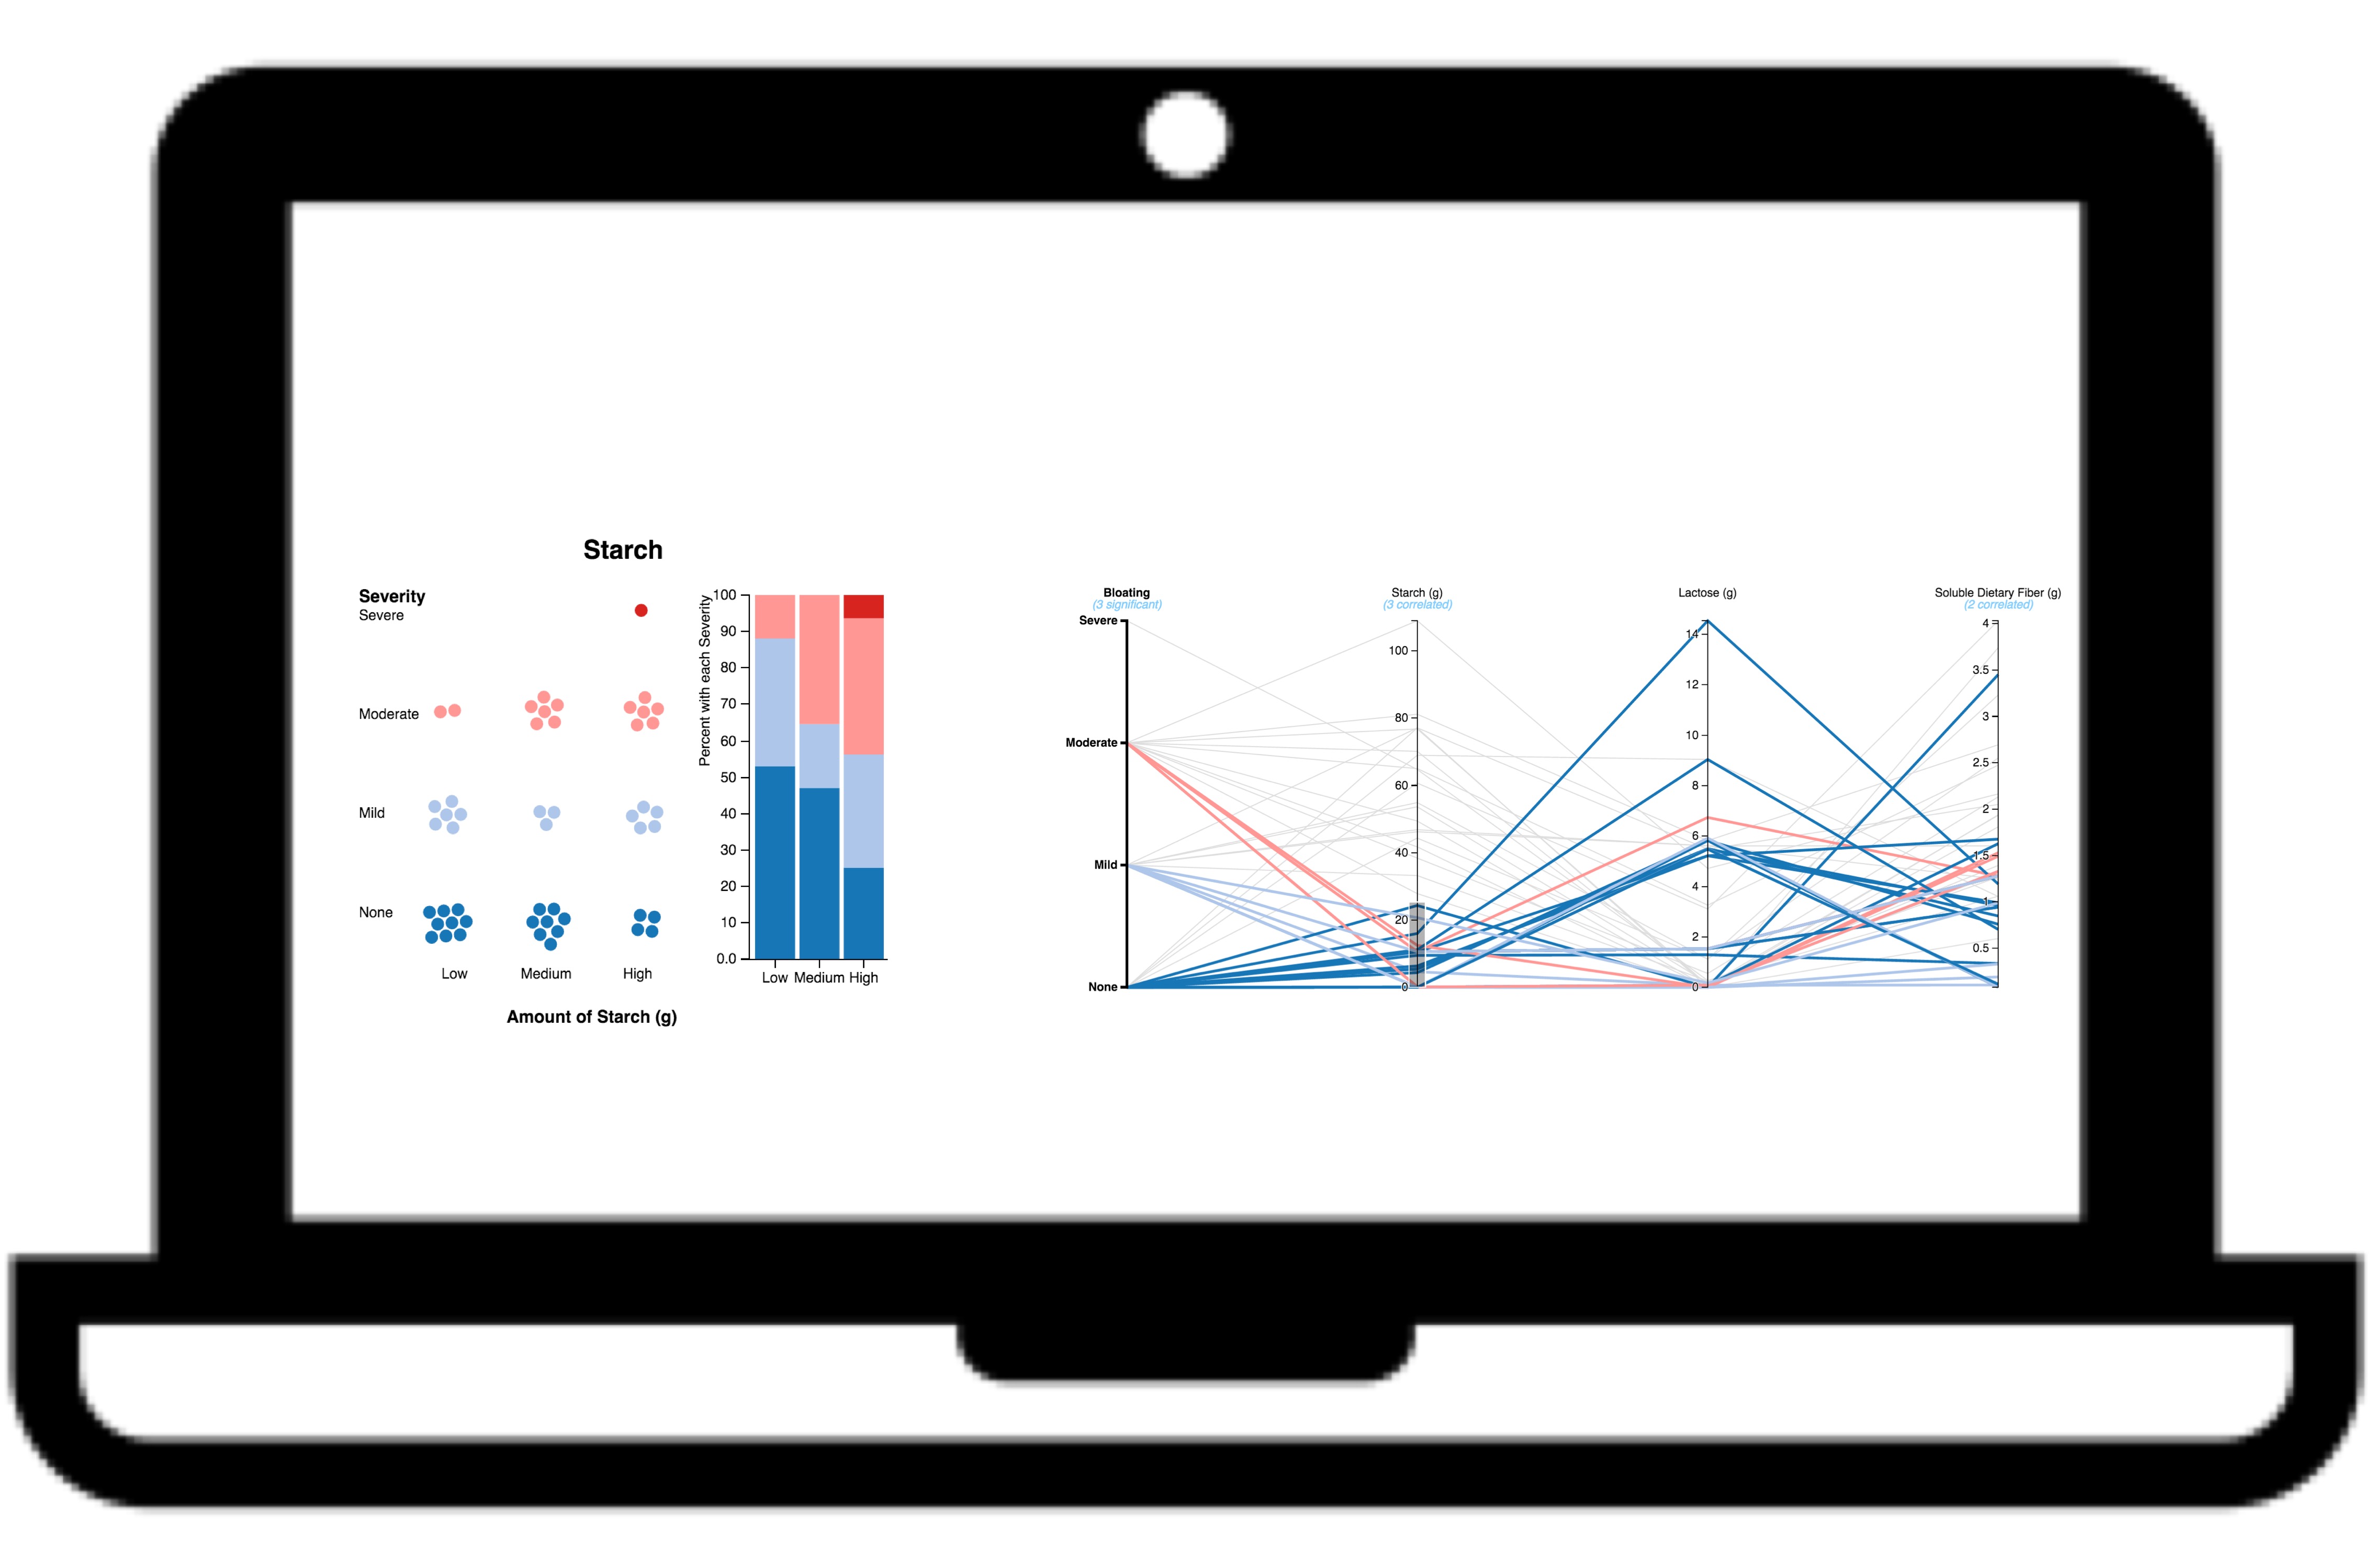 Starch
Severity
Severe
Moderate
Mild
None
Low Medium High
Amount of Starch (g)
Percent with each Severity
100
90
80
70
60
50
40
30
20
10
0.0
Low Medium High
Bloating
(3 significant)
Severe
Moderate
Mild
None
Starch (g)
(3 correlated)
100
80
60
40
20
0
Lactose (g)
14
12
10
8
6
4
2
0
Soluble Dietary Fiber (g)
(2 correlated)
4
3.5
3
2.5
2
1.5
1
0.5